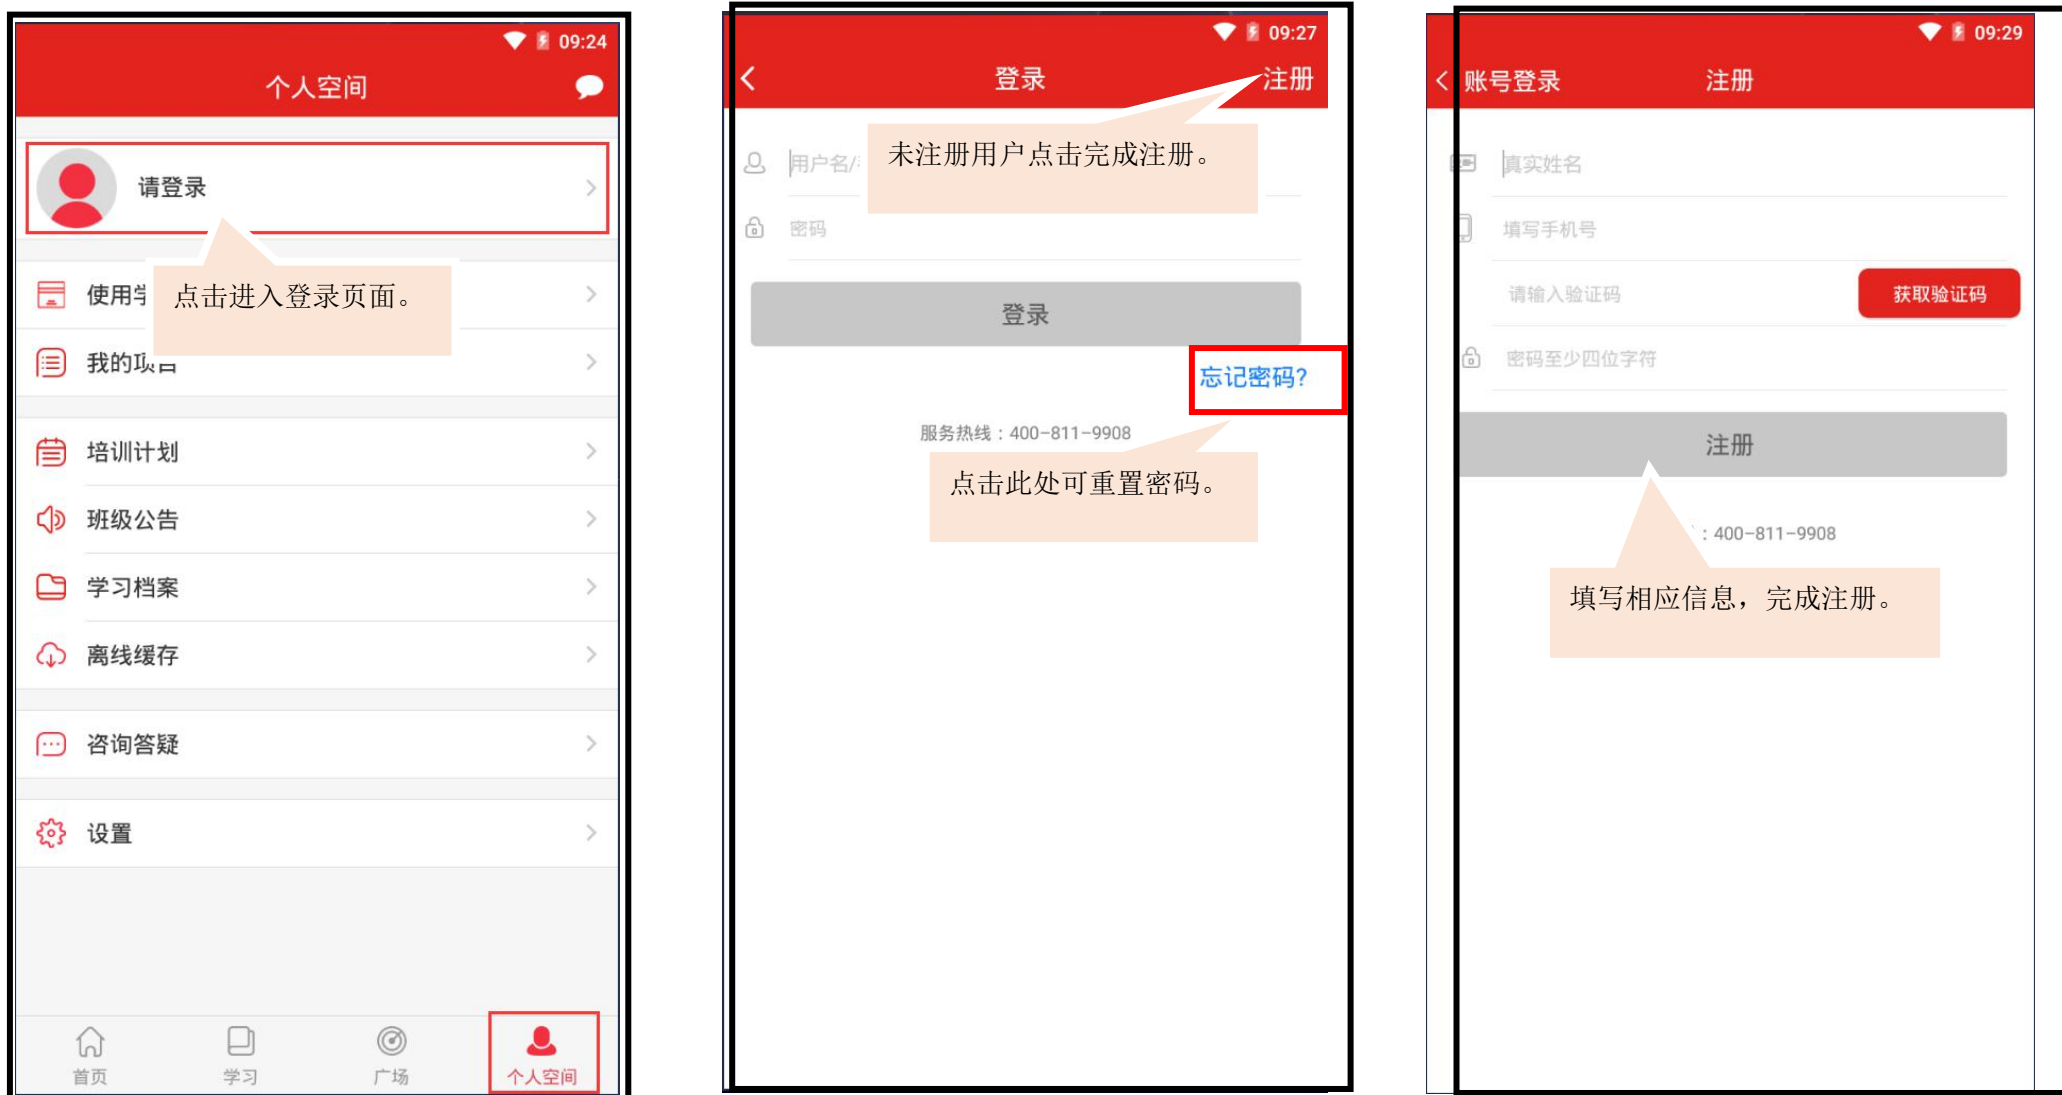 09:24
个人空间
请登录
点击进入登录页面。
使用学
我的项目
培训计划
班级公告
学习档案
离线缓存
咨询答疑
设置
首页
学习
广场
个人空间
09:27
登录
注册
未注册用户点击完成注册。
用户名/
密码
登录
忘记密码?
服务热线：400-811-9908
点击此处可重置密码。
09:29
账号登录
注册
真实姓名
填写手机号
请输入验证码
获取验证码
密码至少四位字符
注册
：400-811-9908
填写相应信息，完成注册。